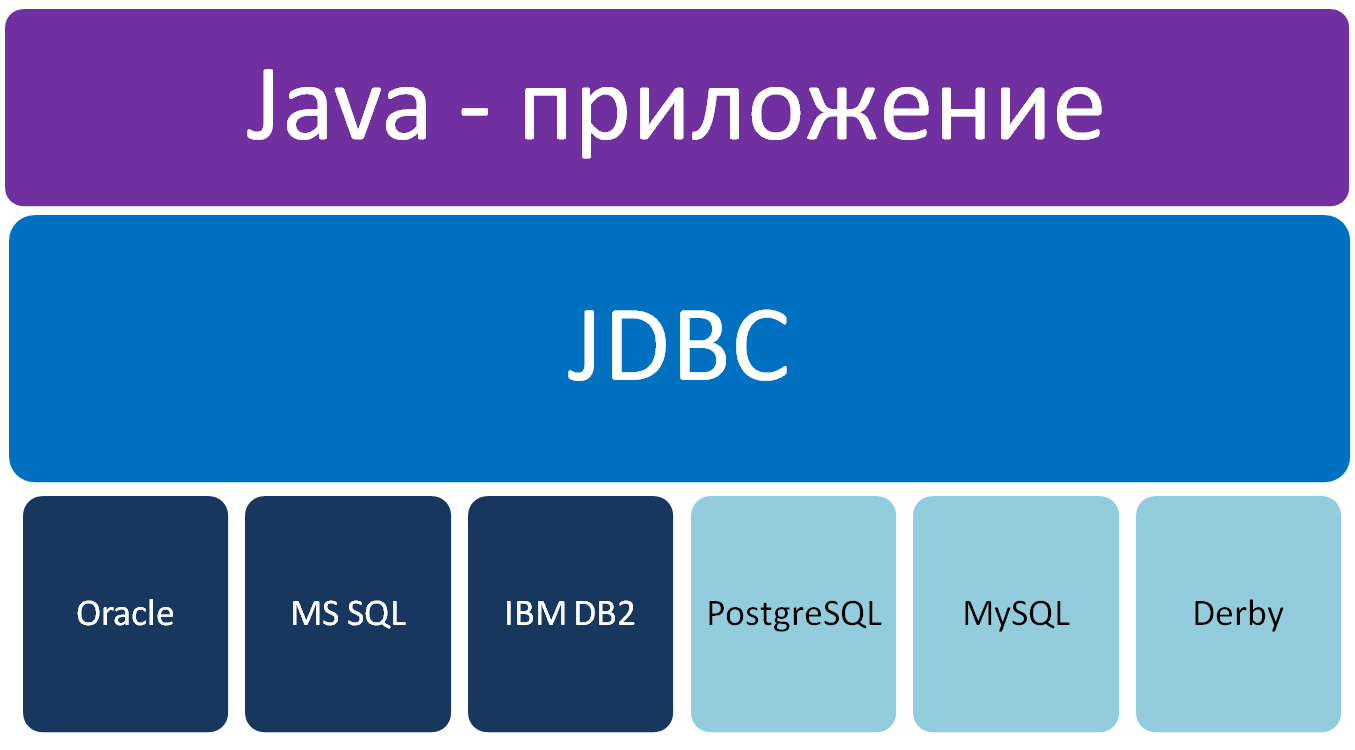 Java - приложение
JDBC
Oracle
MS SQL
IBM DB2
PostgreSQL
MySQL
Derby